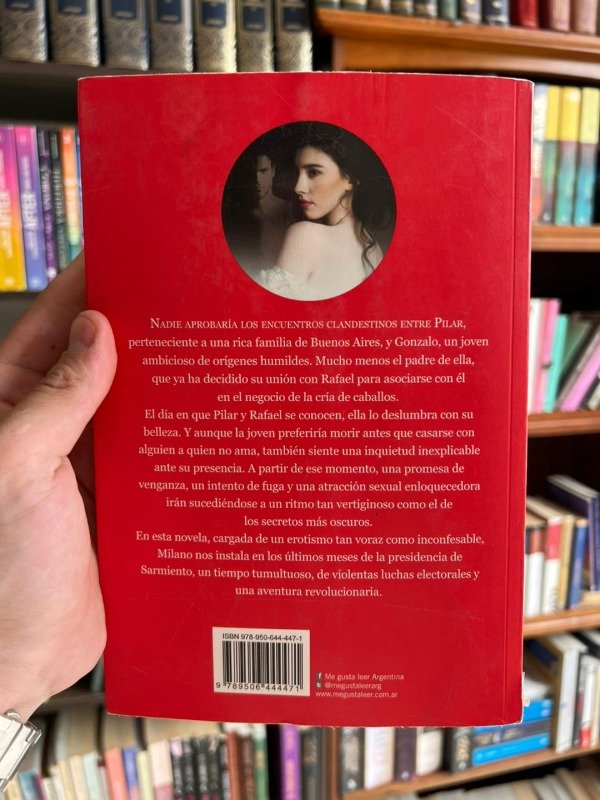 Nadie aprobaría los encuentros clandestinos entre Pilar,
perteneciente a una rica familia de Buenos Aires, y Gonzalo, un joven
ambicioso de orígenes humildes. Mucho menos el padre de ella,
que ya ha decidido su unión con Rafael para asociarse con él
en el negocio de la cría de caballos.
El día en que Pilar y Rafael se conocen, ella lo deslumbra con su
belleza. Y aunque la joven preferiría morir antes que casarse con
alguien a quien no ama, también siente una inquietud inexplicable
ante su presencia. A partir de ese momento, una promesa de
venganza, un intento de fuga y una atracción sexual enloquecedora
irán sucediéndose a un ritmo tan vertiginoso como el de
los secretos más oscuros.
En esta novela, cargada de un erotismo tan voraz como inconfesable,
Milano nos instala en los últimos meses de la presidencia de
Sarmiento, un tiempo tumultuoso, de violentas luchas electorales y
una aventura revolucionaria.
ISBN 978-950-644-447-1
9 789506 444471
Me gusta leer Argentina
@megustaleerarg
www.megustaleer.com.ar